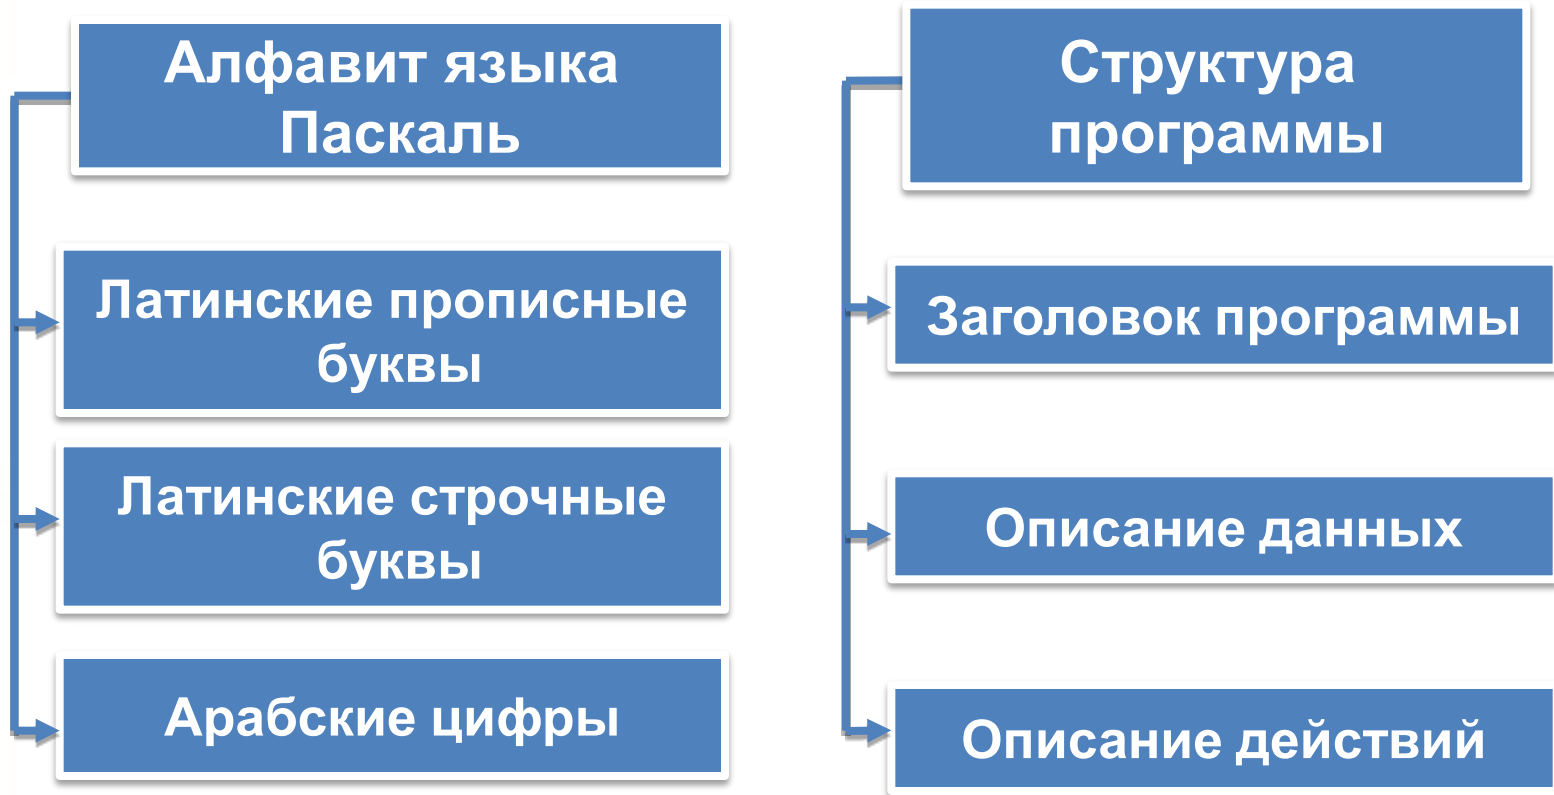 Алфавит языка
Паскаль
Латинские прописные
буквы
Латинские строчные
буквы
Арабские цифры
Структура
программы
Заголовок программы
Описание данных
Описание действий